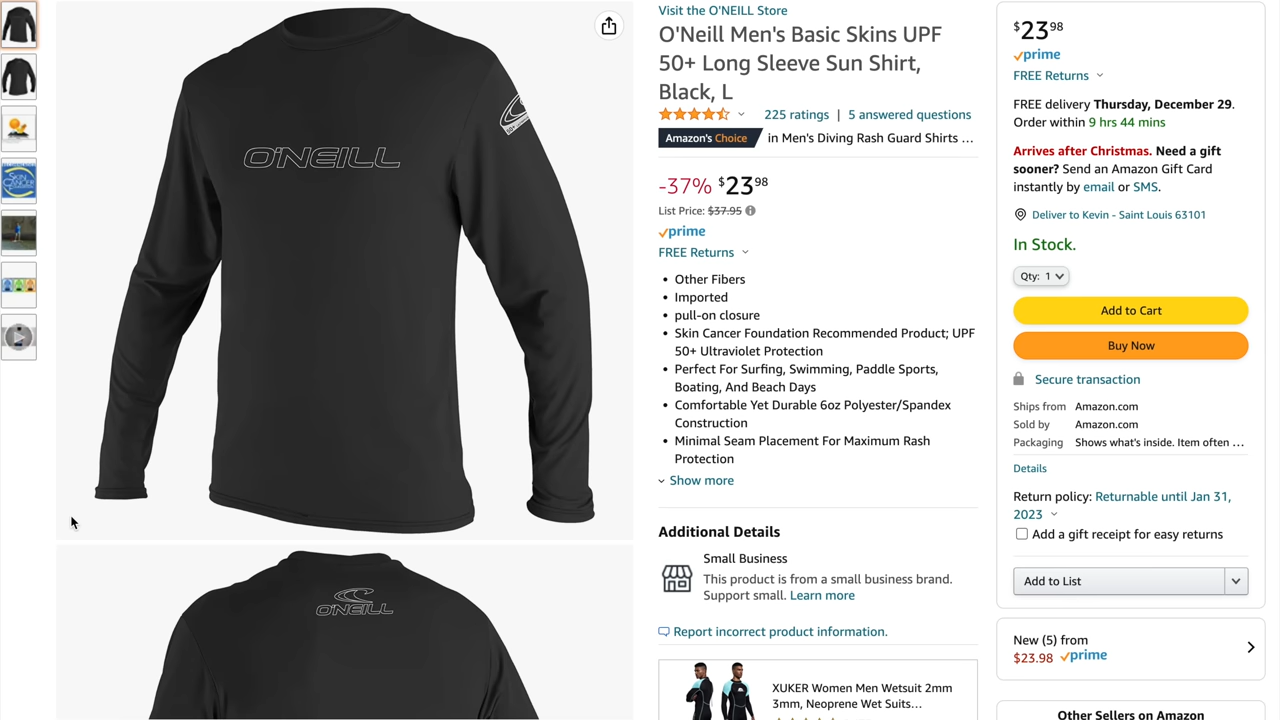 O'NEILL
O'NEILL
Visit the O'NEILL Store
O'Neill Men's Basic Skins UPF
50+ Long Sleeve Sun Shirt,
Black, L
225 ratings | 5 answered questions
Amazon's Choice in Men's Diving Rash Guard Shirts ...
-37% $23 98
List Price: $37.95
prime
FREE Returns
• Other Fibers
• Imported
• pull-on closure
• Skin Cancer Foundation Recommended Product; UPF
50+ Ultraviolet Protection
• Perfect For Surfing, Swimming, Paddle Sports,
Boating, And Beach Days
• Comfortable Yet Durable 6oz Polyester/Spandex
Construction
• Minimal Seam Placement For Maximum Rash
Protection
Show more
Additional Details
Small Business
This product is from a small business brand.
Support small. Learn more
Report incorrect product information.
XUKER Women Men Wetsuit 2mm
3mm, Neoprene Wet Suits...
$23 98
prime
FREE Returns
FREE delivery Thursday, December 29.
Order within 9 hrs 44 mins
Arrives after Christmas. Need a gift
sooner? Send an Amazon Gift Card
instantly by email or SMS.
Deliver to Kevin - Saint Louis 63101
In Stock.
Qty: 1
Add to Cart
Buy Now
Secure transaction
Ships from Amazon.com
Sold by Amazon.com
Packaging Shows what's inside. Item often ...
Details
Return policy: Returnable until Jan 31,
2023
Add a gift receipt for easy returns
Add to List
New (5) from
$23.98 prime
Other Sellers on Amazon